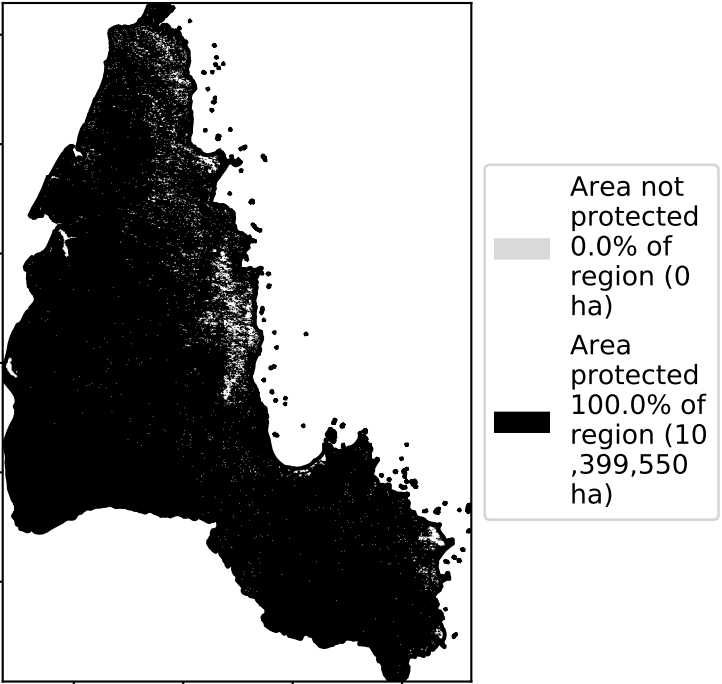 Area not
protected
0.0% of
region (0
ha)
Area
protected
100.0% of
region (10
,399,550
ha)